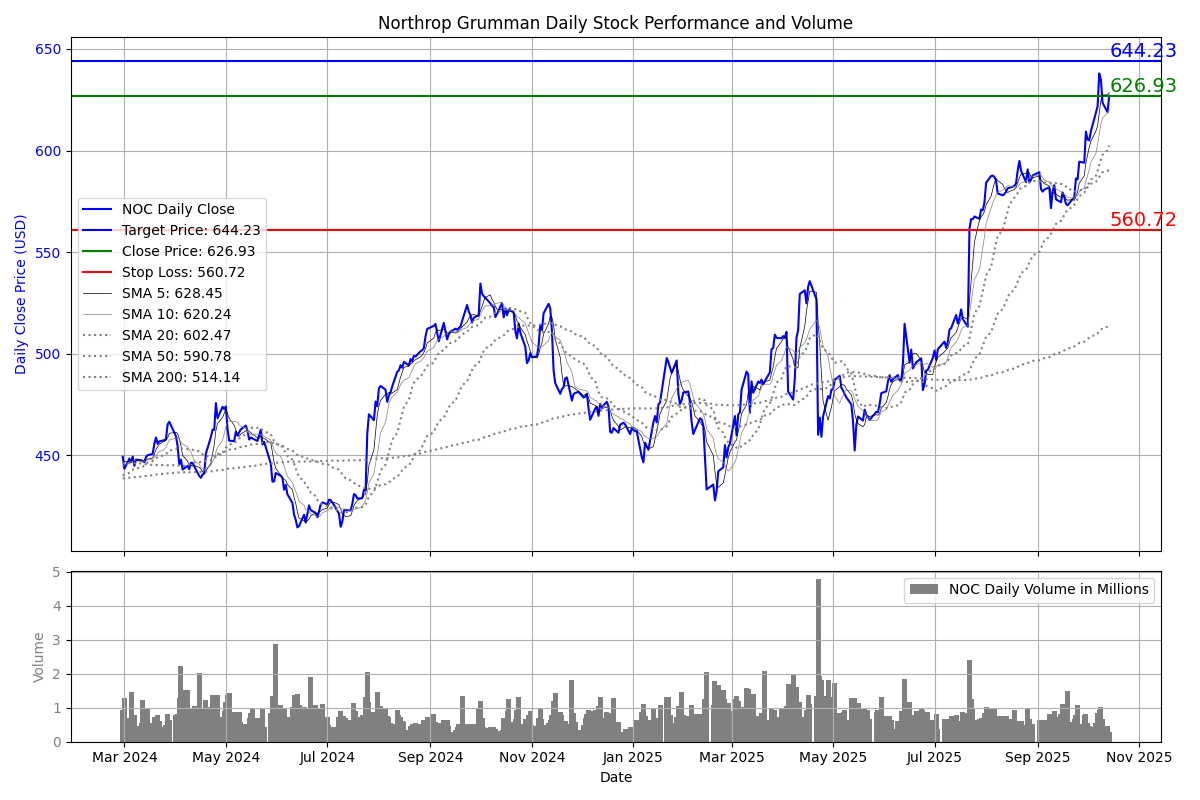 Northrop Grumman Daily Stock Performance and Volume
650
644.23
626.93
600
560.72
550
500
450
Daily Close Price (USD)
NOC Daily Close
Target Price: 644.23
Close Price: 626.93
Stop Loss: 560.72
SMA 5: 628.45
SMA 10: 620.24
SMA 20: 602.47
SMA 50: 590.78
SMA 200: 514.14
5
4
3
2
1
0
Volume
NOC Daily Volume in Millions
Mar 2024 May 2024 Jul 2024 Sep 2024 Nov 2024 Jan 2025 Mar 2025 May 2025 Jul 2025 Sep 2025 Nov 2025
Date